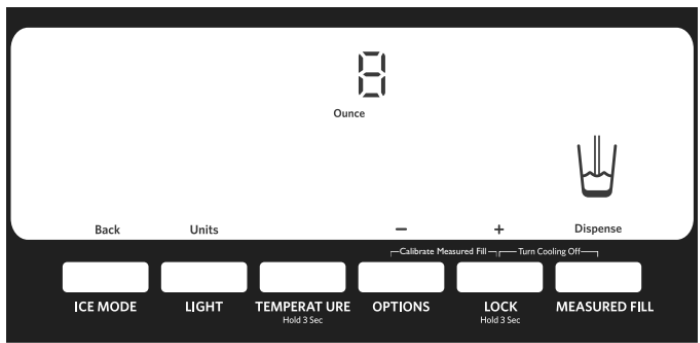 8
Ounce
Back Units – + Dispense
Calibrate Measured Fill Turn Cooling Off
ICE MODE LIGHT TEMPERAT URE OPTIONS LOCK MEASURED FILL
Hold 3 Sec Hold 3 Sec